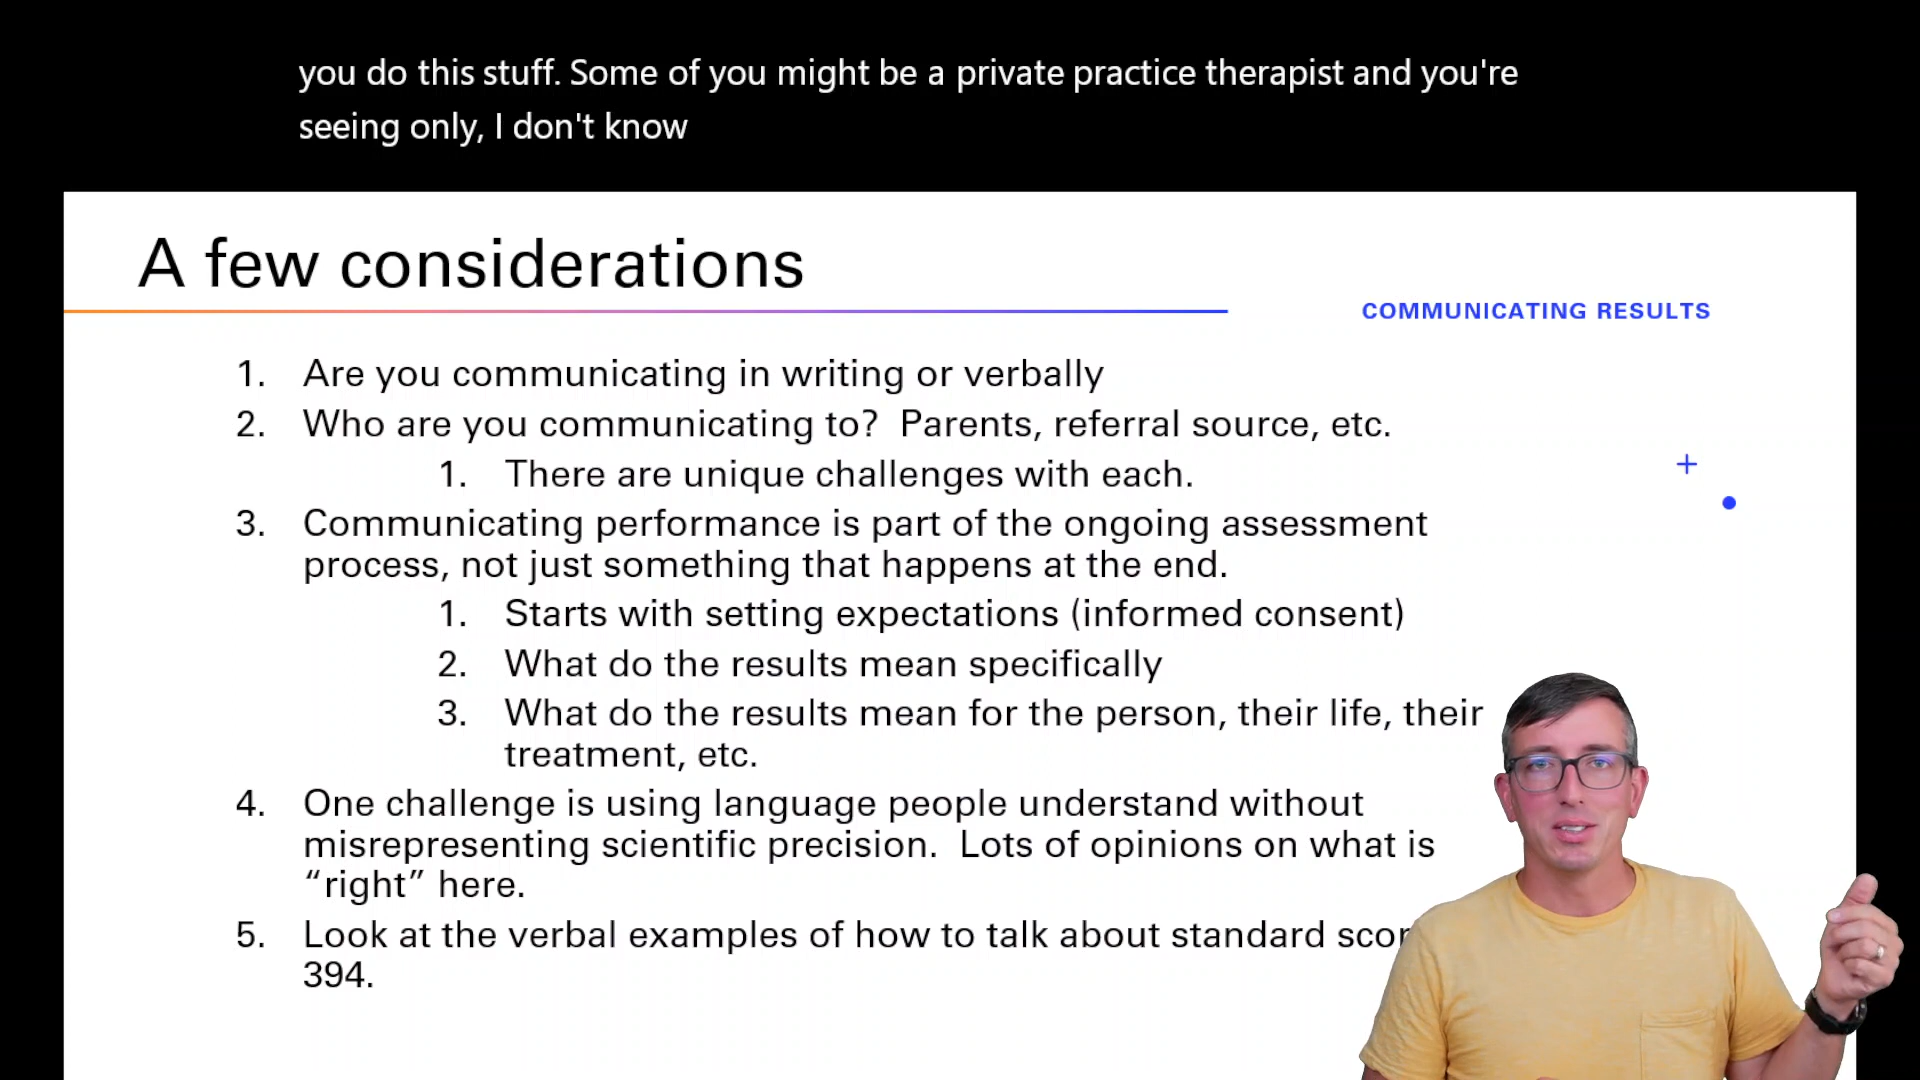 you do this stuff. Some of you might be a private practice therapist and you're
seeing only, I don't know
A few considerations
COMMUNICATING RESULTS
1. Are you communicating in writing or verbally
2. Who are you communicating to? Parents, referral source, etc.
1. There are unique challenges with each.
3. Communicating performance is part of the ongoing assessment
process, not just something that happens at the end.
1. Starts with setting expectations (informed consent)
2. What do the results mean specifically
3. What do the results mean for the person, their life, their
treatment, etc.
4. One challenge is using language people understand without
misrepresenting scientific precision. Lots of opinions on what is
“right” here.
5. Look at the verbal examples of how to talk about standard
394.